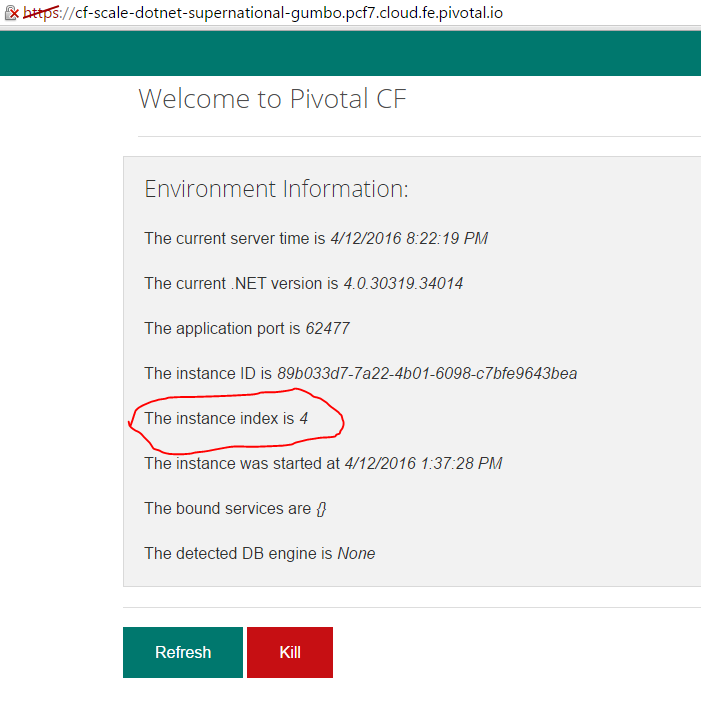 https://cf-scale-dotnet-supernational-gumbo.pcf7.cloud.fe.pivotal.io
Welcome to Pivotal CF
Environment Information:
The current server time is 4/12/2016 8:22:19 PM
The current .NET version is 4.0.30319.34014
The application port is 62477
The instance ID is 89b033d7-7a22-4b01-6098-c7bfe9643bea
The instance index is 4
The instance was started at 4/12/2016 1:37:28 PM
The bound services are {}
The detected DB engine is None
Refresh Kill